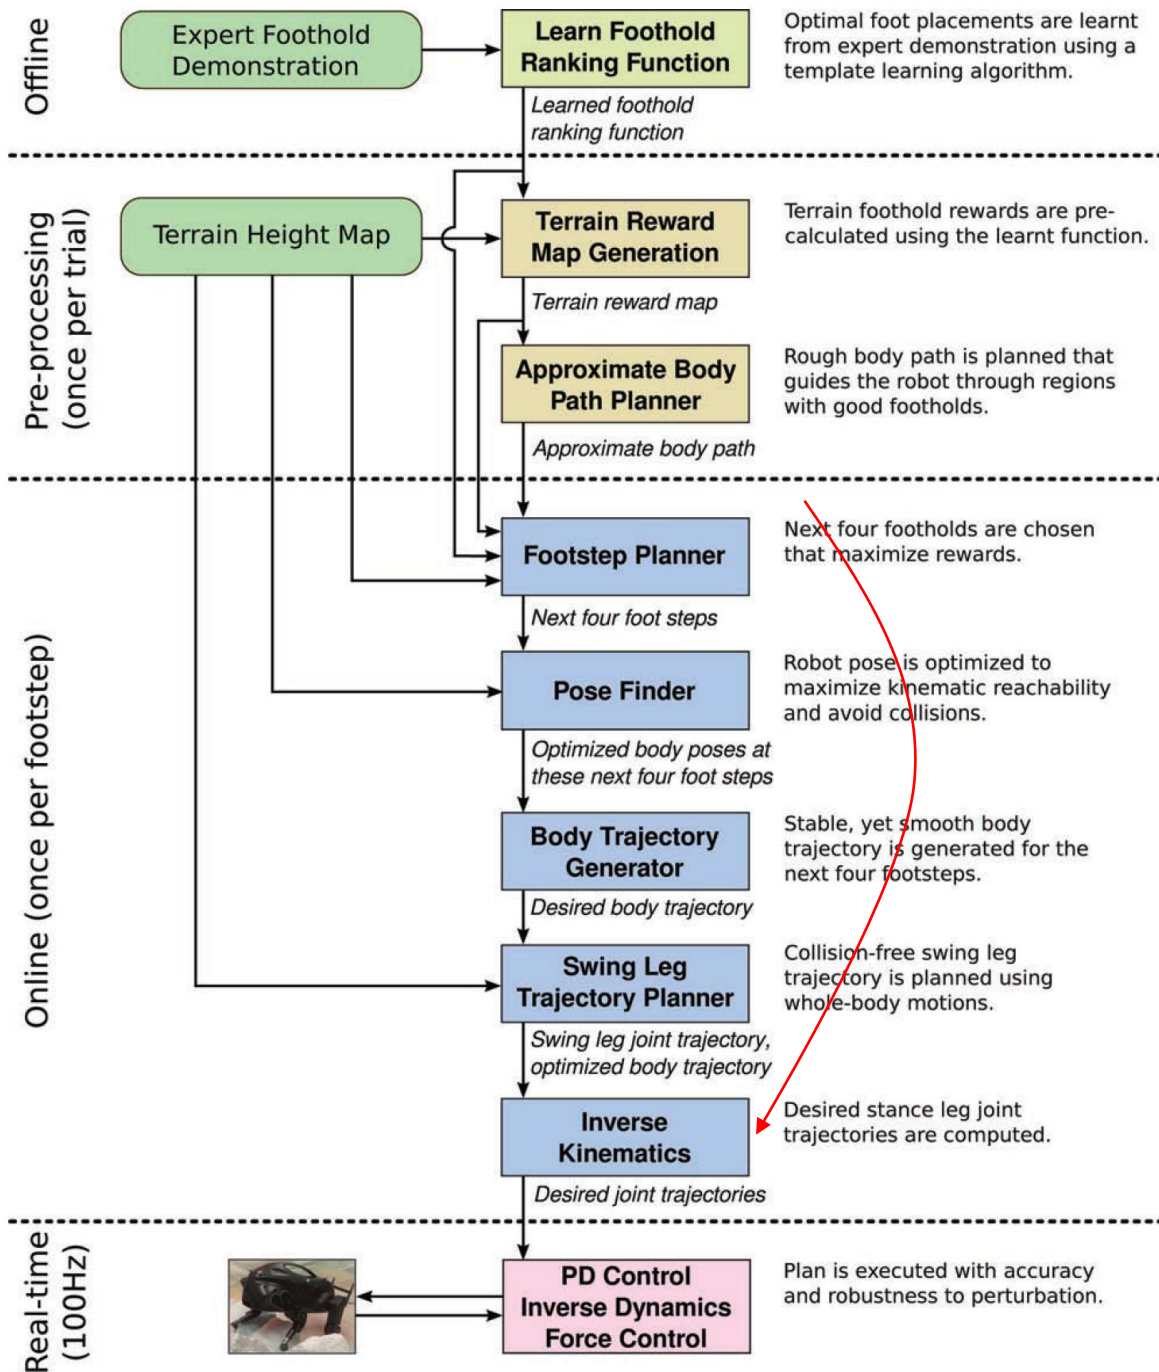 Offline
Expert Foothold
Demonstration
Learn Foothold
Ranking Function
Optimal foot placements are learnt
from expert demonstration using a
template learning algorithm.
Learned foothold
ranking function
Pre-processing
(once per trial)
Terrain Height Map
Terrain Reward
Map Generation
Terrain foothold rewards are pre-
calculated using the learnt function.
Terrain reward map
Approximate Body
Path Planner
Rough body path is planned that
guides the robot through regions
with good footholds.
Approximate body path
Online (once per footstep)
Footstep Planner
Next four footholds are chosen
that maximize rewards.
Next four foot steps
Pose Finder
Robot pose is optimized to
maximize kinematic reachability
and avoid collisions.
Optimized body poses at
these next four foot steps
Body Trajectory
Generator
Stable, yet smooth body
trajectory is generated for the
next four footsteps.
Desired body trajectory
Swing Leg
Trajectory Planner
Collision-free swing leg
trajectory is planned using
whole-body motions.
Swing leg joint trajectory,
optimized body trajectory
Inverse
Kinematics
Desired stance leg joint
trajectories are computed.
Desired joint trajectories
Real-time
(100Hz)
PD Control
Inverse Dynamics
Force Control
Plan is executed with accuracy
and robustness to perturbation.